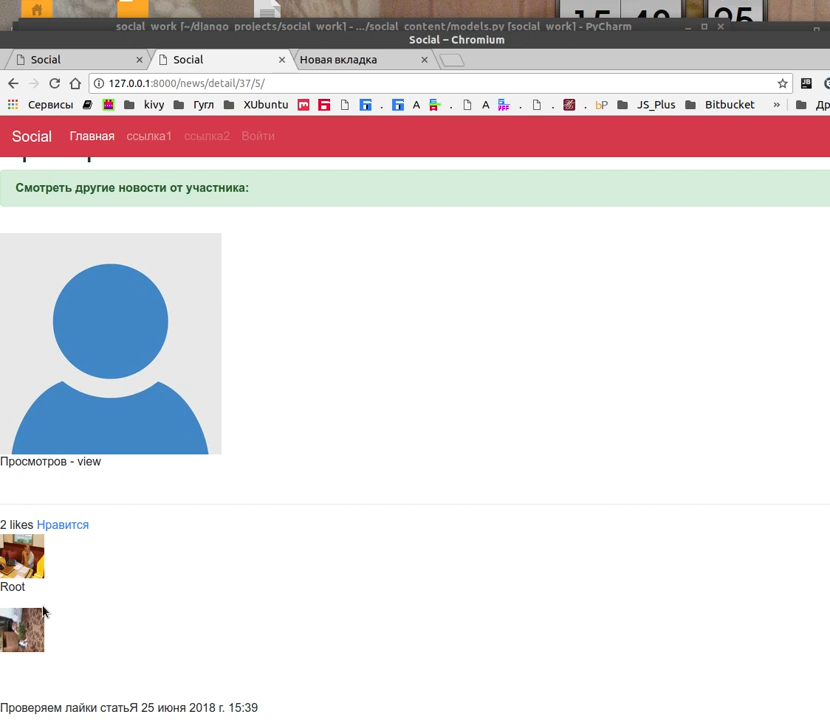 social_work [~/django_projects/social_work] - .../social_content/models.py [social_work] - PyCharm
Social – Chromium
Social Social Новая вкладка
127.0.0.1:8000/news/detail/37/5/
Сервисы kivy Гугл XUbuntu . A . . A . . . bP JS_Plus Bitbucket »
Social Главная ссылка1 ссылка2 Войти
Смотреть другие новости от участника:
Просмотров - view
2 likes Нравится
Root
Проверяем лайки статьЯ 25 июня 2018 г. 15:39